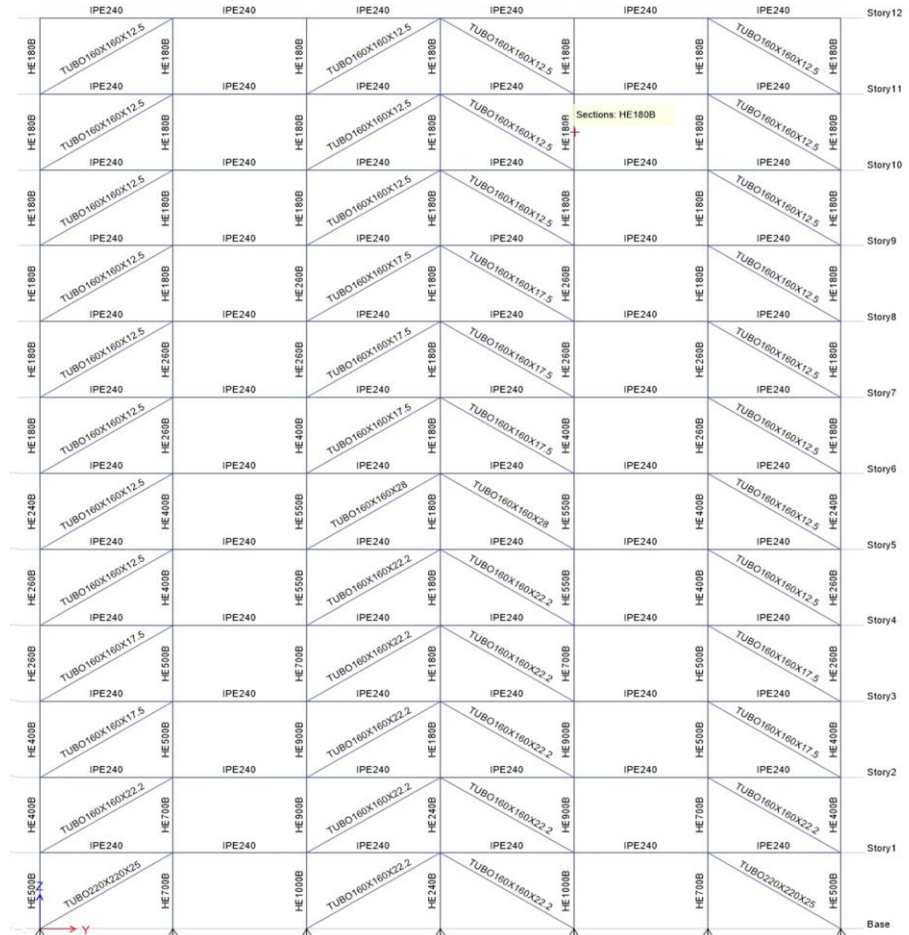 IPE240 IPE240 IPE240 IPE240 IPE240 IPE240 Story12
HE180B TUBO160X160X12.5 HE180B HE180B TUBO160X160X12.5 HE180B TUBO160X160X12.5 HE180B HE180B TUBO160X160X12.5 HE180B
IPE240 IPE240 IPE240 IPE240 IPE240 IPE240 Story11
HE180B TUBO160X160X12.5 HE180B HE180B TUBO160X160X12.5 HE180B TUBO160X160X12.5 HE180B Sections: HE180B HE180B TUBO160X160X12.5 HE180B
IPE240 IPE240 IPE240 IPE240 IPE240 IPE240 Story10
HE180B TUBO160X160X12.5 HE180B HE180B TUBO160X160X12.5 HE180B TUBO160X160X12.5 HE180B HE180B TUBO160X160X12.5 HE180B
IPE240 IPE240 IPE240 IPE240 IPE240 IPE240 Story9
HE180B TUBO160X160X12.5 HE180B HE260B TUBO160X160X17.5 HE180B TUBO160X160X17.5 HE260B HE180B TUBO160X160X12.5 HE180B
IPE240 IPE240 IPE240 IPE240 IPE240 IPE240 Story8
HE180B TUBO160X160X12.5 HE260B HE260B TUBO160X160X17.5 HE180B TUBO160X160X17.5 HE260B HE260B TUBO160X160X12.5 HE180B
IPE240 IPE240 IPE240 IPE240 IPE240 IPE240 Story7
HE180B TUBO160X160X12.5 HE260B HE400B TUBO160X160X17.5 HE180B TUBO160X160X17.5 HE400B HE260B TUBO160X160X12.5 HE180B
IPE240 IPE240 IPE240 IPE240 IPE240 IPE240 Story6
HE240B TUBO160X160X12.5 HE400B HE550B TUBO160X160X28 HE180B TUBO160X160X28 HE550B HE400B TUBO160X160X12.5 HE240B
IPE240 IPE240 IPE240 IPE240 IPE240 IPE240 Story5
HE260B TUBO160X160X12.5 HE400B HE550B TUBO160X160X22.2 HE180B TUBO160X160X22.2 HE550B HE400B TUBO160X160X12.5 HE260B
IPE240 IPE240 IPE240 IPE240 IPE240 IPE240 Story4
HE260B TUBO160X160X17.5 HE500B HE700B TUBO160X160X22.2 HE180B TUBO160X160X22.2 HE700B HE500B TUBO160X160X17.5 HE260B
IPE240 IPE240 IPE240 IPE240 IPE240 IPE240 Story3
HE400B TUBO160X160X17.5 HE500B HE900B TUBO160X160X22.2 HE180B TUBO160X160X22.2 HE900B HE500B TUBO160X160X17.5 HE400B
IPE240 IPE240 IPE240 IPE240 IPE240 IPE240 Story2
HE400B TUBO160X160X22.2 HE700B HE900B TUBO160X160X22.2 HE240B TUBO160X160X22.2 HE900B HE700B TUBO160X160X22.2 HE400B
IPE240 IPE240 IPE240 IPE240 IPE240 IPE240 Story1
HE500B TUBO220X220X25 HE700B HE1000B TUBO160X160X22.2 HE240B TUBO160X160X22.2 HE1000B HE700B TUBO220X220X25 HE500B
Z
Y Base